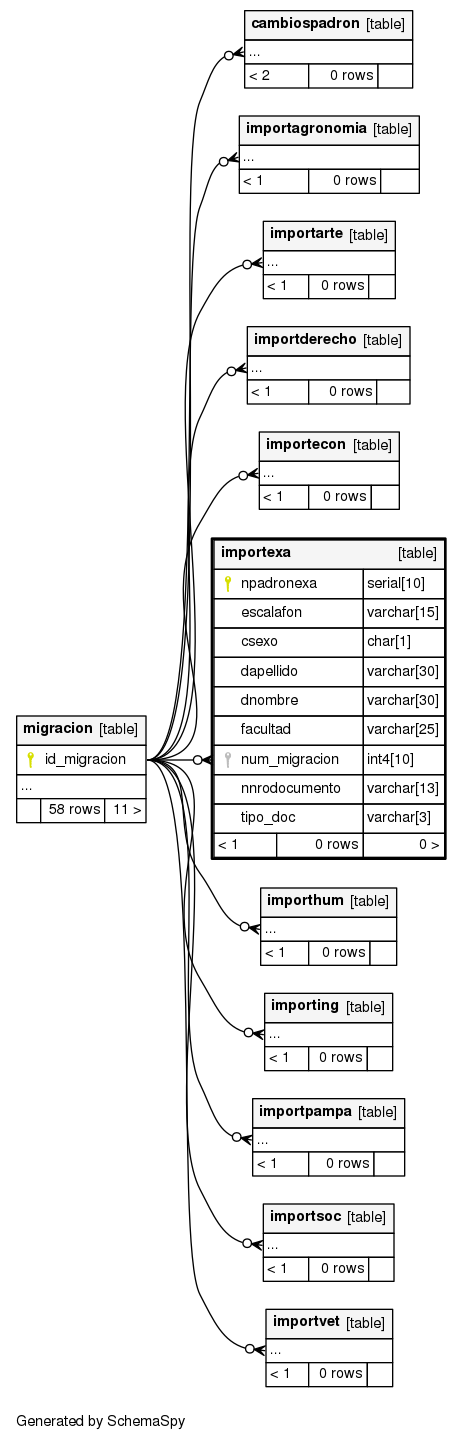 cambiospadron [table]
...
< 2 0 rows
importagronomia [table]
...
< 1 0 rows
importarte [table]
...
< 1 0 rows
importderecho [table]
...
< 1 0 rows
importecon [table]
...
< 1 0 rows
importexa [table]
npadronexa serial[10]
escalafon varchar[15]
csexo char[1]
dapellido varchar[30]
dnombre varchar[30]
facultad varchar[25]
num_migracion int4[10]
nnrodocumento varchar[13]
tipo_doc varchar[3]
< 1 0 rows 0 >
migracion [table]
id_migracion
...
58 rows 11 >
importhum [table]
...
< 1 0 rows
importing [table]
...
< 1 0 rows
importpampa [table]
...
< 1 0 rows
importsoc [table]
...
< 1 0 rows
importvet [table]
...
< 1 0 rows
Generated by SchemaSpy